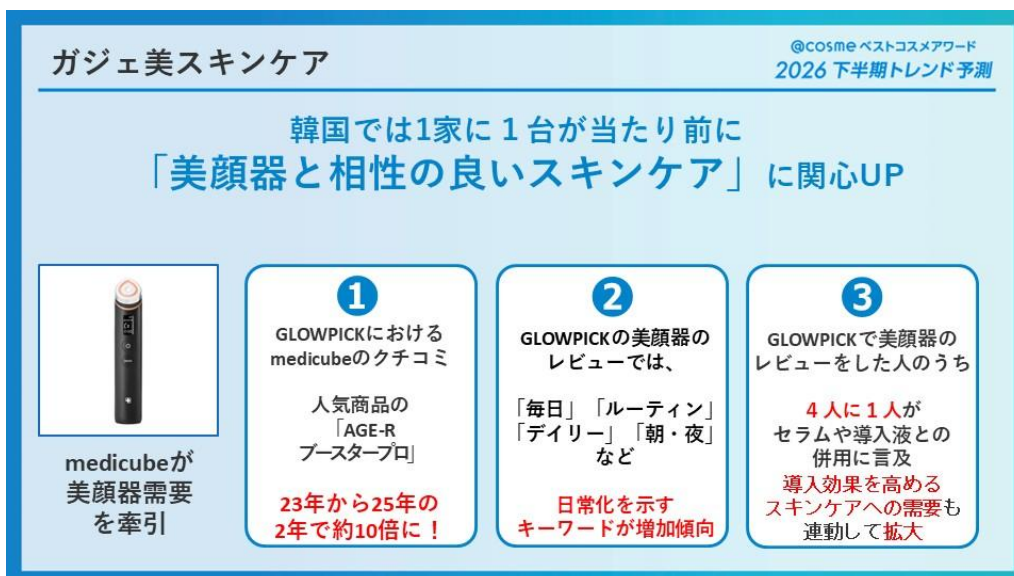 ガジェ美スキンケア
@cosme ベストコスメアワード
2026 下半期トレンド予測
韓国では1家に１台が当たり前に
「美顔器と相性の良いスキンケア」に関心UP
medicubeが
美顔器需要
を牽引
❶
GLOWPICKにおける
medicubeのクチコミ
人気商品の
「AGE-R
ブースタープロ」
23年から25年の
2年で約10倍に！
❷
GLOWPICKの美顔器の
レビューでは、
「毎日」「ルーティン」
「デイリー」「朝・夜」
など
日常化を示す
キーワードが増加傾向
❸
GLOWPICKで美顔器の
レビューをした人のうち
４人に１人が
セラムや導入液との
併用に言及
導入効果を高める
スキンケアへの需要も
連動して拡大